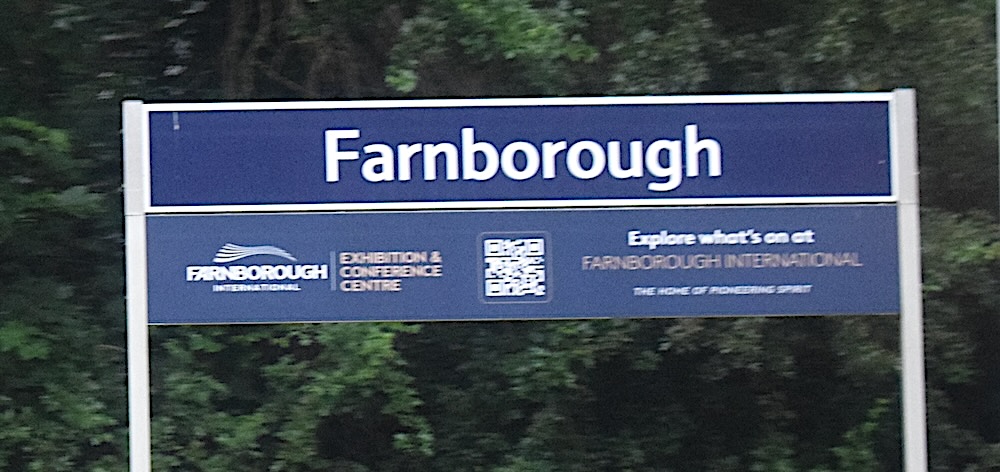 Farnborough
FARNBOROUGH
INTERNATIONAL
EXHIBITION &
CONFERENCE
CENTRE
Explore what's on at
FARNBOROUGH INTERNATIONAL
THE HOME OF PIONEERING SPIRIT